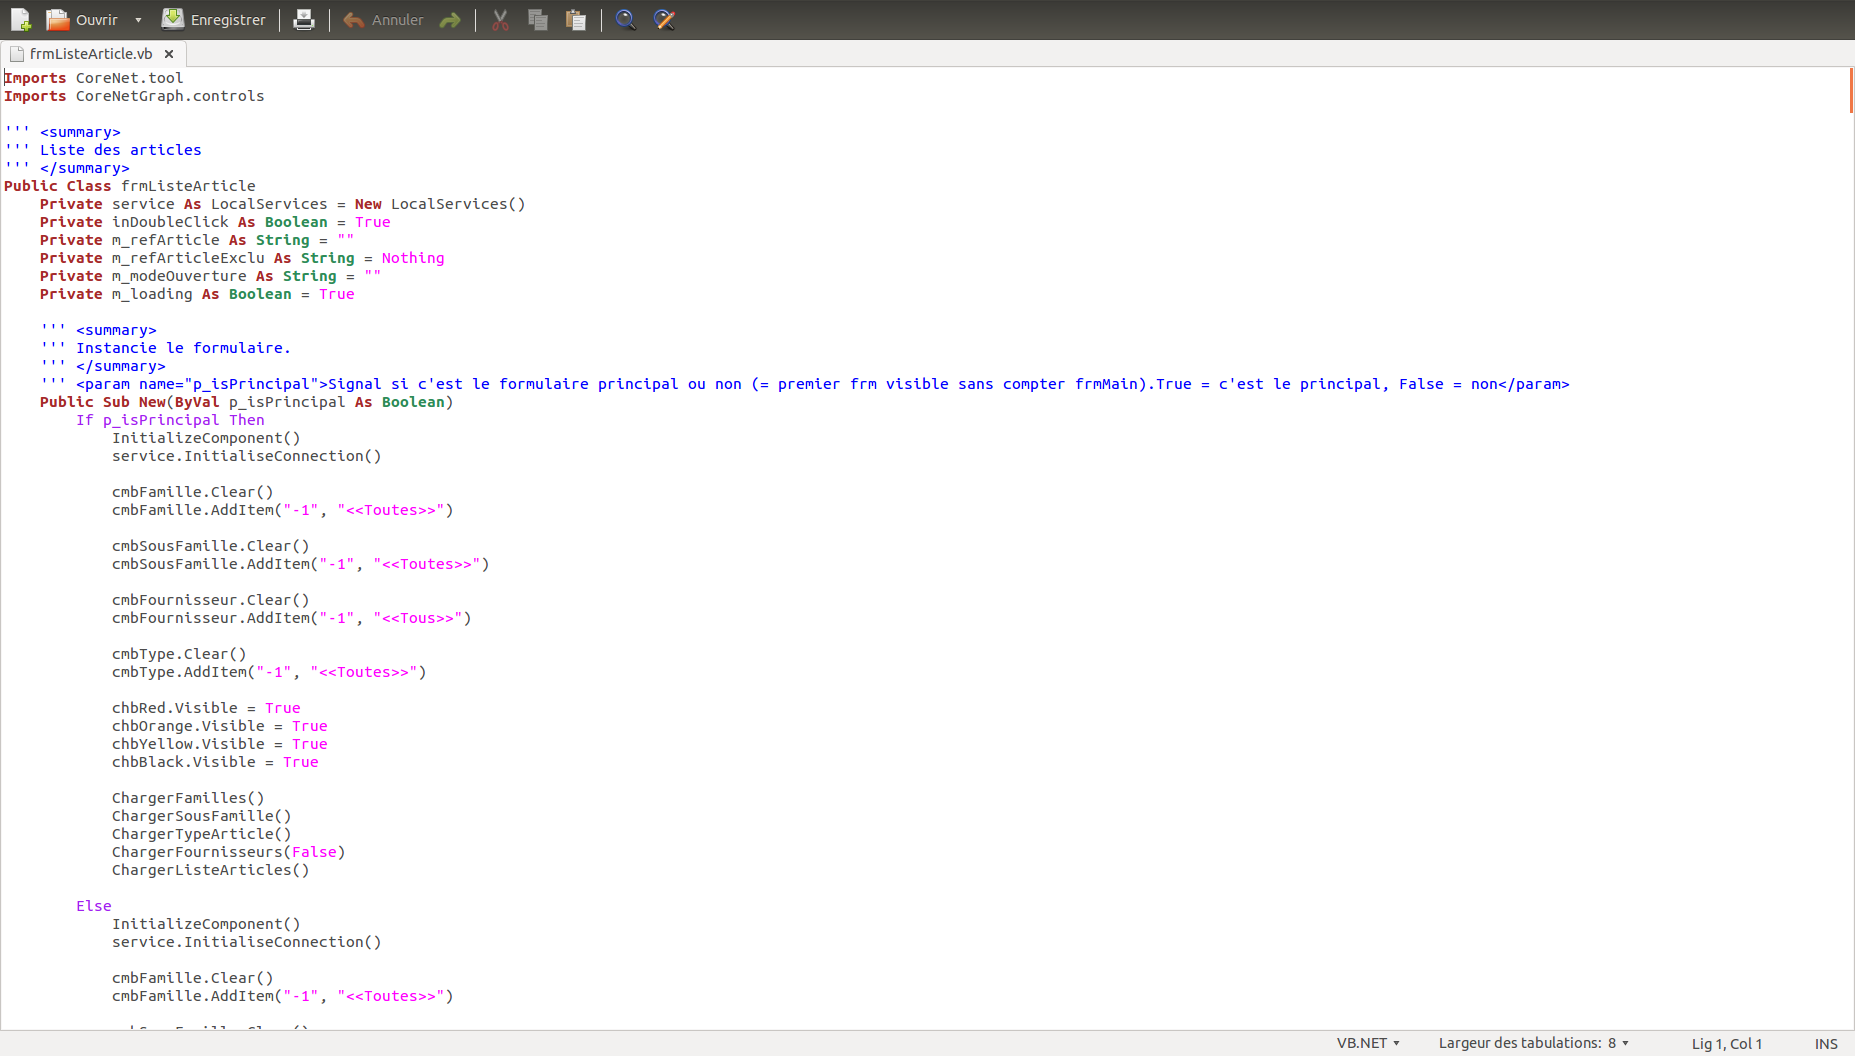 Ouvrir Enregistrer Annuler
frmListeArticle.vb
Imports CoreNet.tool
Imports CoreNetGraph.controls
''' <summary>
''' Liste des articles
''' </summary>
Public Class frmListeArticle
    Private service As LocalServices = New LocalServices()
    Private inDoubleClick As Boolean = True
    Private m_refArticle As String = ""
    Private m_refArticleExclu As String = Nothing
    Private m_modeOuverture As String = ""
    Private m_loading As Boolean = True
    ''' <summary>
    ''' Instancie le formulaire.
    ''' </summary>
    ''' <param name="p_isPrincipal">Signal si c'est le formulaire principal ou non (= premier frm visible sans compter frmMain).True = c'est le principal, False = non</param>
    Public Sub New(ByVal p_isPrincipal As Boolean)
        If p_isPrincipal Then
            InitializeComponent()
            service.InitialiseConnection()
            cmbFamille.Clear()
            cmbFamille.AddItem("-1", "<<Toutes>>")
            cmbSousFamille.Clear()
            cmbSousFamille.AddItem("-1", "<<Toutes>>")
            cmbFournisseur.Clear()
            cmbFournisseur.AddItem("-1", "<<Tous>>")
            cmbType.Clear()
            cmbType.AddItem("-1", "<<Toutes>>")
            chbRed.Visible = True
            chbOrange.Visible = True
            chbYellow.Visible = True
            chbBlack.Visible = True
            ChargerFamilles()
            ChargerSousFamille()
            ChargerTypeArticle()
            ChargerFournisseurs(False)
            ChargerListeArticles()
        Else
            InitializeComponent()
            service.InitialiseConnection()
            cmbFamille.Clear()
            cmbFamille.AddItem("-1", "<<Toutes>>")
VB.NET Largeur des tabulations: 8 Lig 1, Col 1 INS